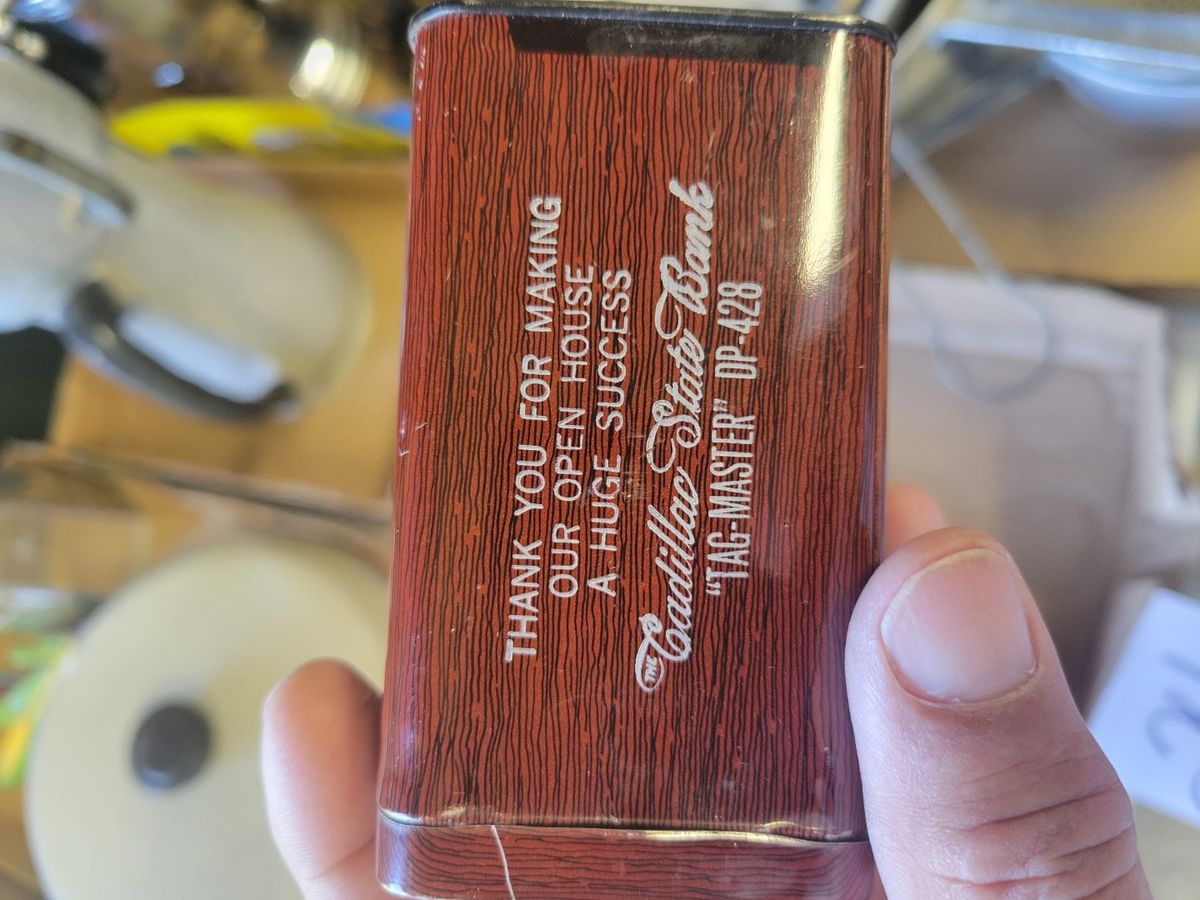 THANK YOU FOR MAKING
OUR OPEN HOUSE
A HUGE SUCCESS
THE Cadillac State Bank
"TAG-MASTER" DP-428